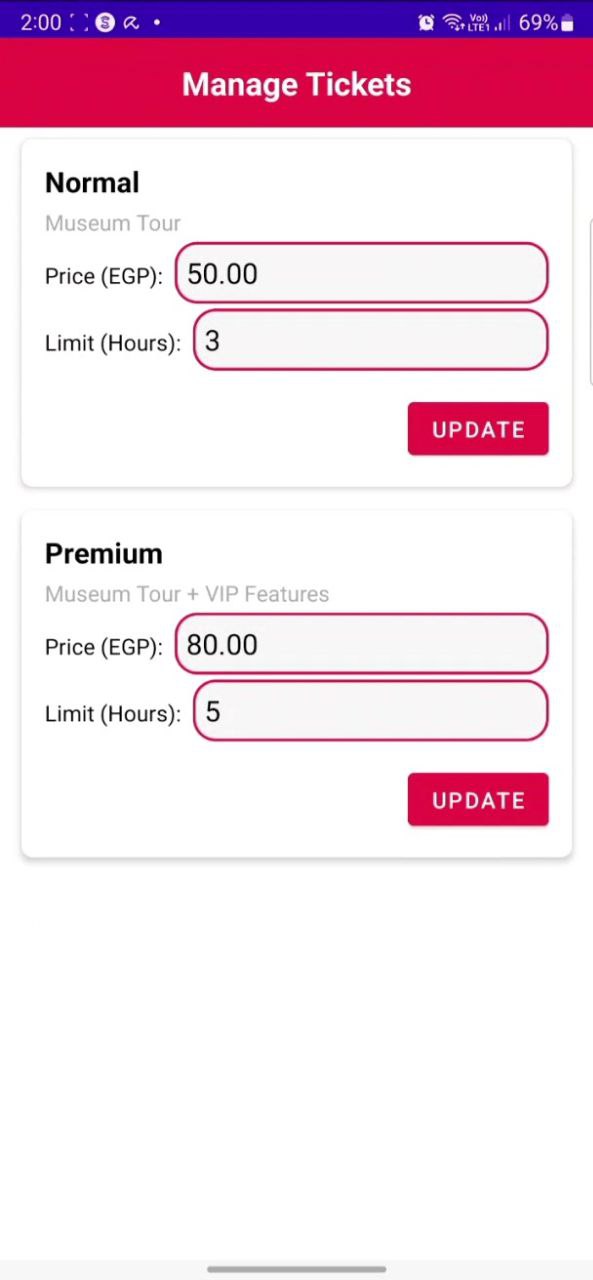 2:00 S Vo)) LTE1 69%
Manage Tickets
Normal
Museum Tour
Price (EGP): 50.00
Limit (Hours): 3
UPDATE
Premium
Museum Tour + VIP Features
Price (EGP): 80.00
Limit (Hours): 5
UPDATE